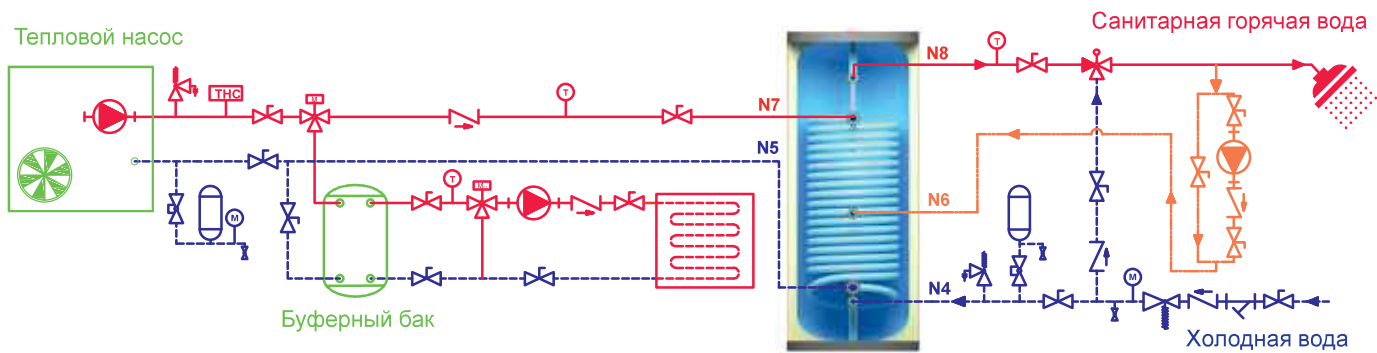 Санитарная горячая вода
Тепловой насос
N8
ТНС
M
T
T
N7
N5
T
M
N6
M
N4
M
Буферный бак
Холодная вода